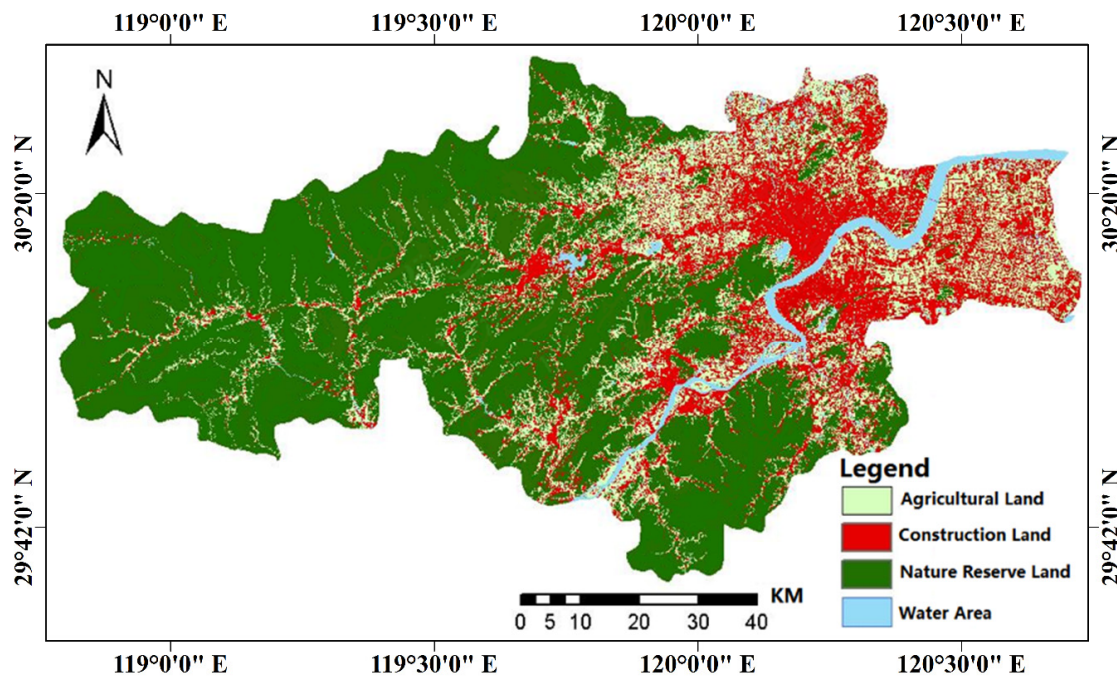 119°0'0" E 119°30'0" E 120°0'0" E 120°30'0" E
N
30°20'0" N
30°20'0" N
29°42'0" N
29°42'0" N
Legend
Agricultural Land
Construction Land
Nature Reserve Land
Water Area
KM
0 5 10 20 30 40
119°0'0" E 119°30'0" E 120°0'0" E 120°30'0" E